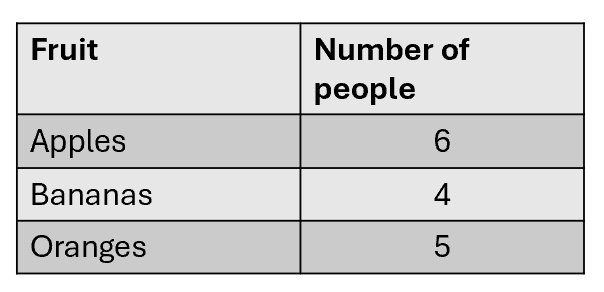 Fruit Number of
people
Apples 6
Bananas 4
Oranges 5